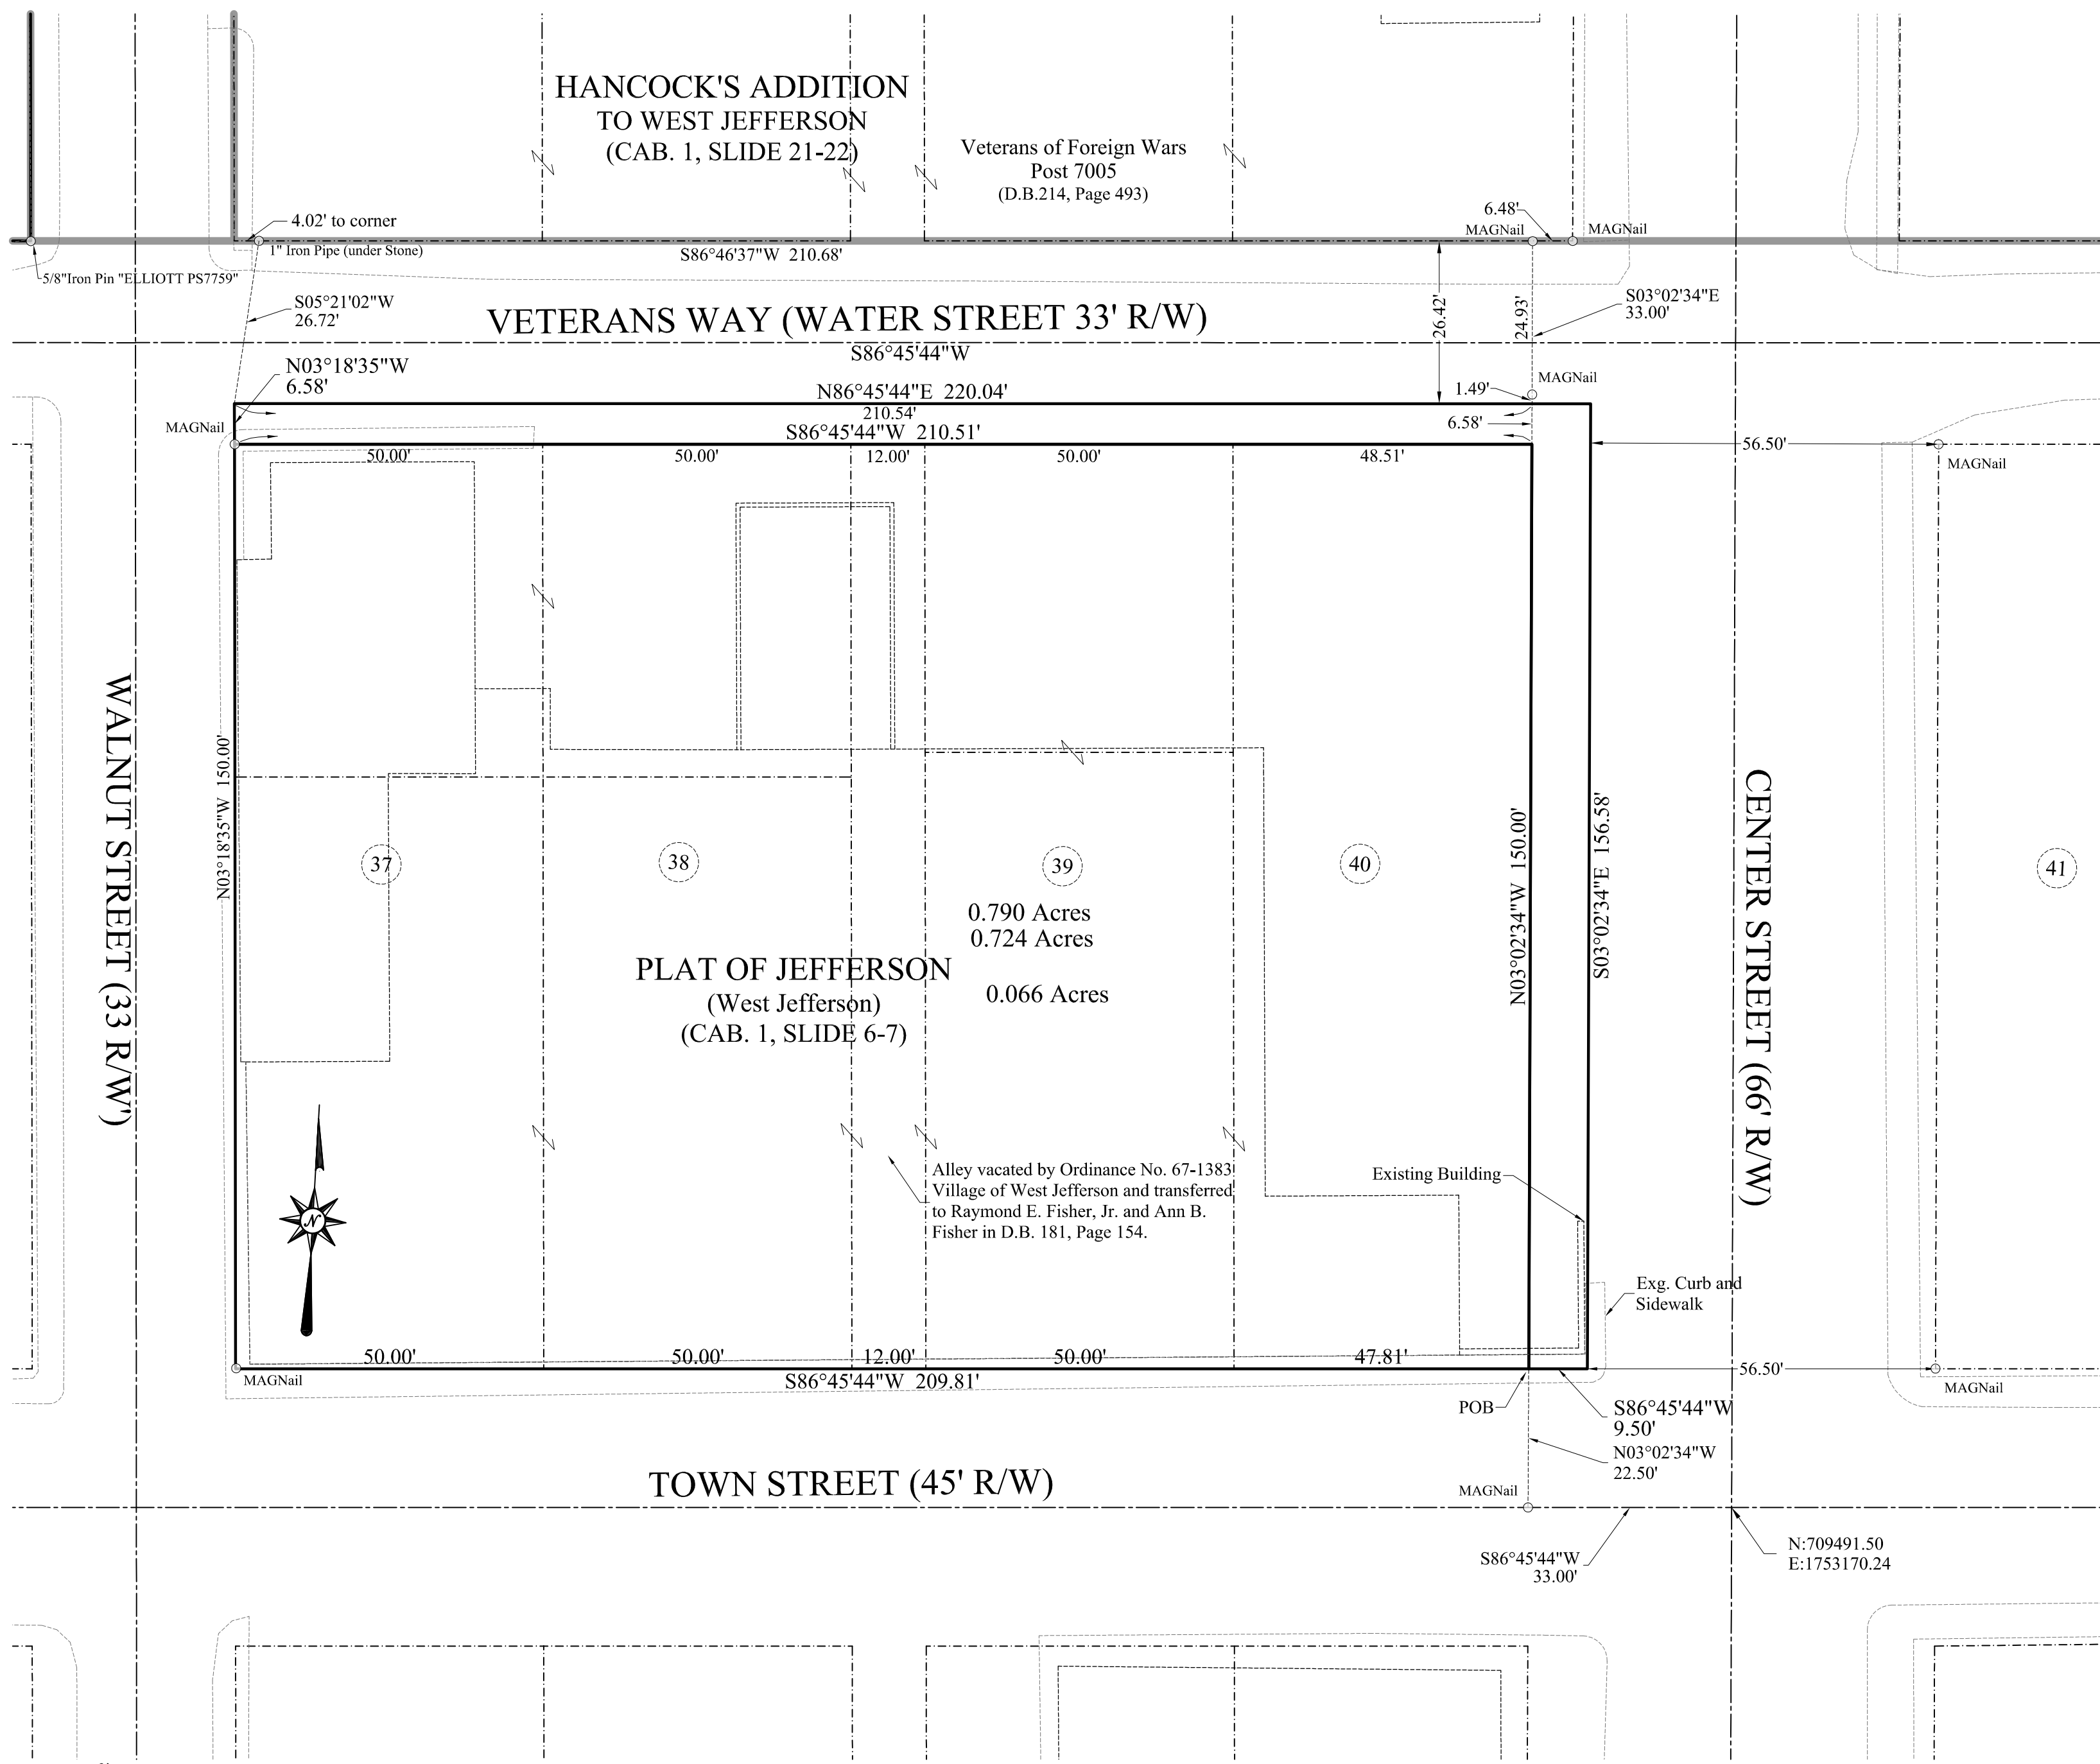 HANCOCK'S ADDITION
TO WEST JEFFERSON
(CAB. 1, SLIDE 21-22)
Veterans of Foreign Wars
Post 7005
(D.B.214, Page 493)
4.02' to corner
1" Iron Pipe (under Stone)
5/8"Iron Pin "ELLIOTT PS7759"
S86°46'37"W 210.68'
6.48'
MAGNail
MAGNail
S05°21'02"W
26.72'
VETERANS WAY (WATER STREET 33' R/W)
S86°45'44"W
26.42'
24.93'
S03°02'34"E
33.00'
N03°18'35"W
6.58'
MAGNail
N86°45'44"E 220.04'
210.54'
S86°45'44"W 210.51'
1.49'
MAGNail
6.58'
50.00'
50.00'
12.00'
50.00'
48.51'
56.50'
MAGNail
WALNUT STREET (33 R/W')
N03°18'35"W 150.00'
37
38
39
40
41
0.790 Acres
0.724 Acres
0.066 Acres
PLAT OF JEFFERSON
(West Jefferson)
(CAB. 1, SLIDE 6-7)
N03°02'34"W 150.00'
S03°02'34"E 156.58'
CENTER STREET (66' R/W)
N
Alley vacated by Ordinance No. 67-1383
Village of West Jefferson and transferred
to Raymond E. Fisher, Jr. and Ann B.
Fisher in D.B. 181, Page 154.
Existing Building
Exg. Curb and
Sidewalk
50.00'
50.00'
12.00'
50.00'
47.81'
56.50'
MAGNail
S86°45'44"W 209.81'
MAGNail
POB
S86°45'44"W
9.50'
N03°02'34"W
22.50'
TOWN STREET (45' R/W)
MAGNail
S86°45'44"W
33.00'
N:709491.50
E:1753170.24